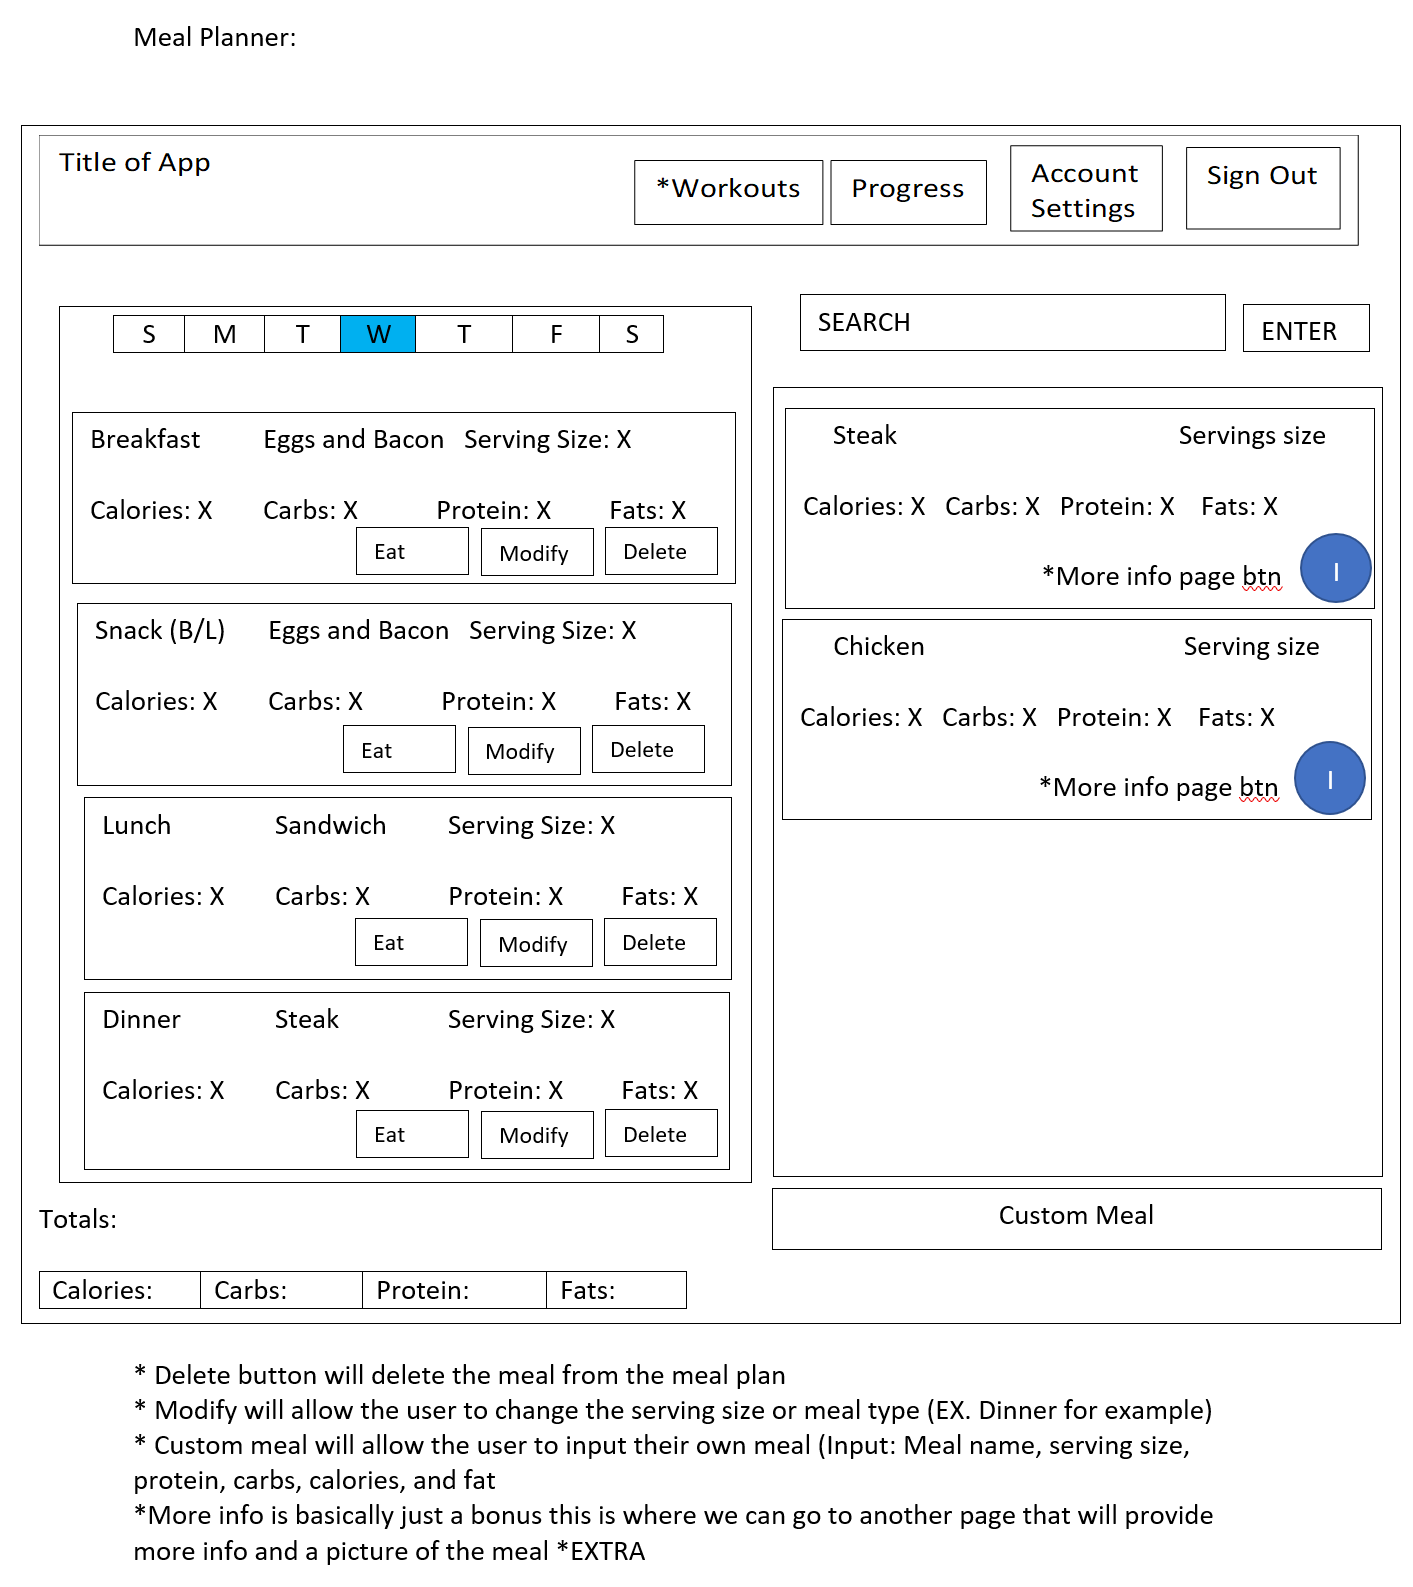 Meal Planner:
Title of App
*Workouts
Progress
Account
Settings
Sign Out
S M T W T F S
Breakfast Eggs and Bacon Serving Size: X
Calories: X Carbs: X Protein: X Fats: X
Eat Modify Delete
Snack (B/L) Eggs and Bacon Serving Size: X
Calories: X Carbs: X Protein: X Fats: X
Eat Modify Delete
Lunch Sandwich Serving Size: X
Calories: X Carbs: X Protein: X Fats: X
Eat Modify Delete
Dinner Steak Serving Size: X
Calories: X Carbs: X Protein: X Fats: X
Eat Modify Delete
Totals:
Calories: Carbs: Protein: Fats:
SEARCH
ENTER
Steak Servings size
Calories: X Carbs: X Protein: X Fats: X
*More info page btn I
Chicken Serving size
Calories: X Carbs: X Protein: X Fats: X
*More info page btn I
Custom Meal
* Delete button will delete the meal from the meal plan
* Modify will allow the user to change the serving size or meal type (EX. Dinner for example)
* Custom meal will allow the user to input their own meal (Input: Meal name, serving size,
protein, carbs, calories, and fat
*More info is basically just a bonus this is where we can go to another page that will provide
more info and a picture of the meal *EXTRA